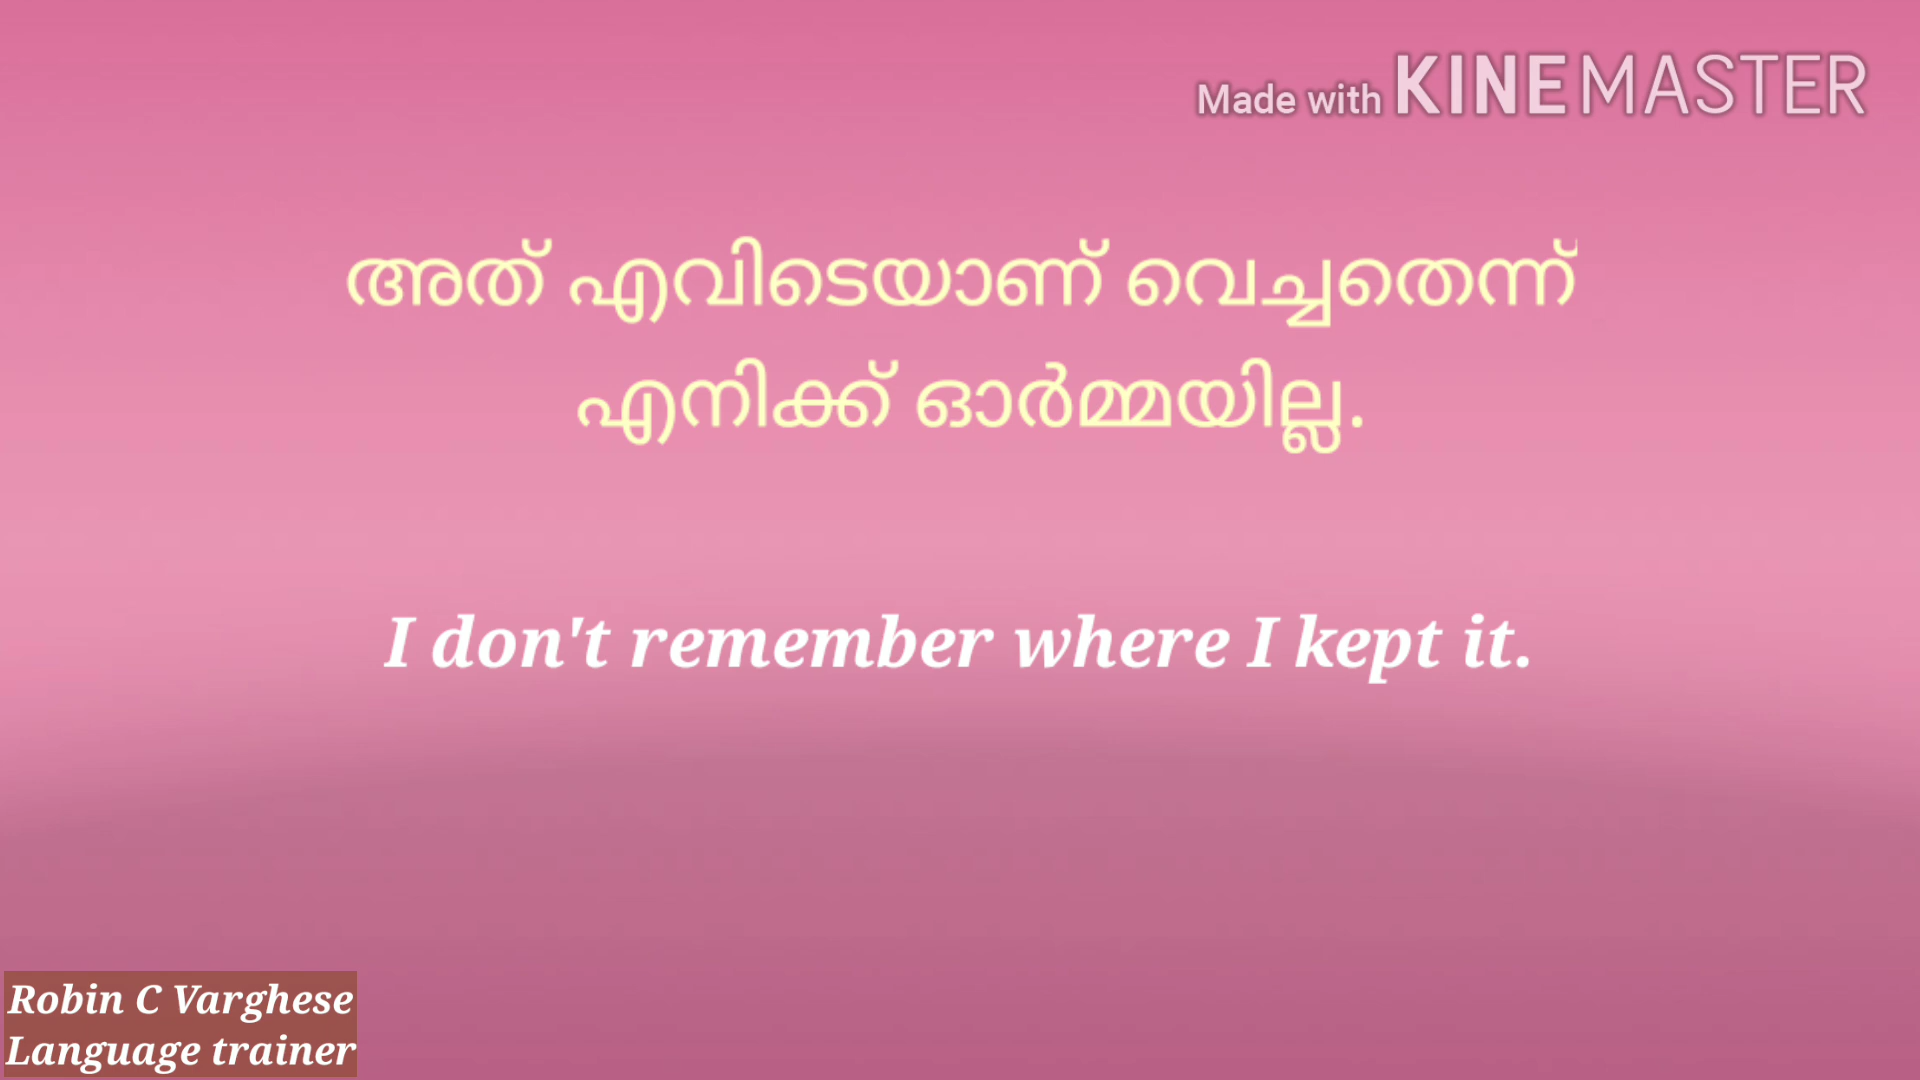 Made with KINEMASTER
അത് എവിടെയാണ് വെച്ചതെന്ന്
എനിക്ക് ഓർമ്മയില്ല.
I don't remember where I kept it.
Robin C Varghese
Language trainer